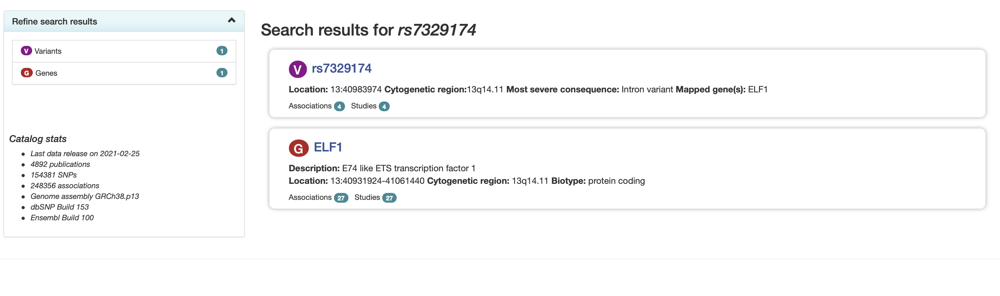 Refine search results
V Variants 1
G Genes 1
Catalog stats
Last data release on 2021-02-25
4892 publications
154381 SNPs
248356 associations
Genome assembly GRCh38.p13
dbSNP Build 153
Ensembl Build 100
Search results for rs7329174
V rs7329174
Location: 13:40983974 Cytogenetic region:13q14.11 Most severe consequence: Intron variant Mapped gene(s): ELF1
Associations 4 Studies 4
G ELF1
Description: E74 like ETS transcription factor 1
Location: 13:40931924-41061440 Cytogenetic region: 13q14.11 Biotype: protein coding
Associations 27 Studies 27